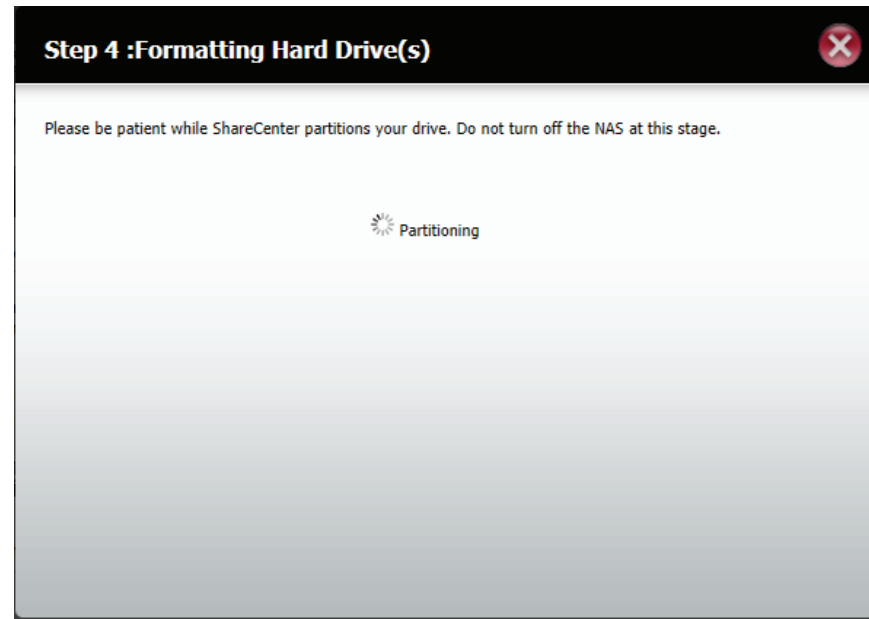 Step 4 :Formatting Hard Drive(s)
Please be patient while ShareCenter partitions your drive. Do not turn off the NAS at this stage.
Partitioning